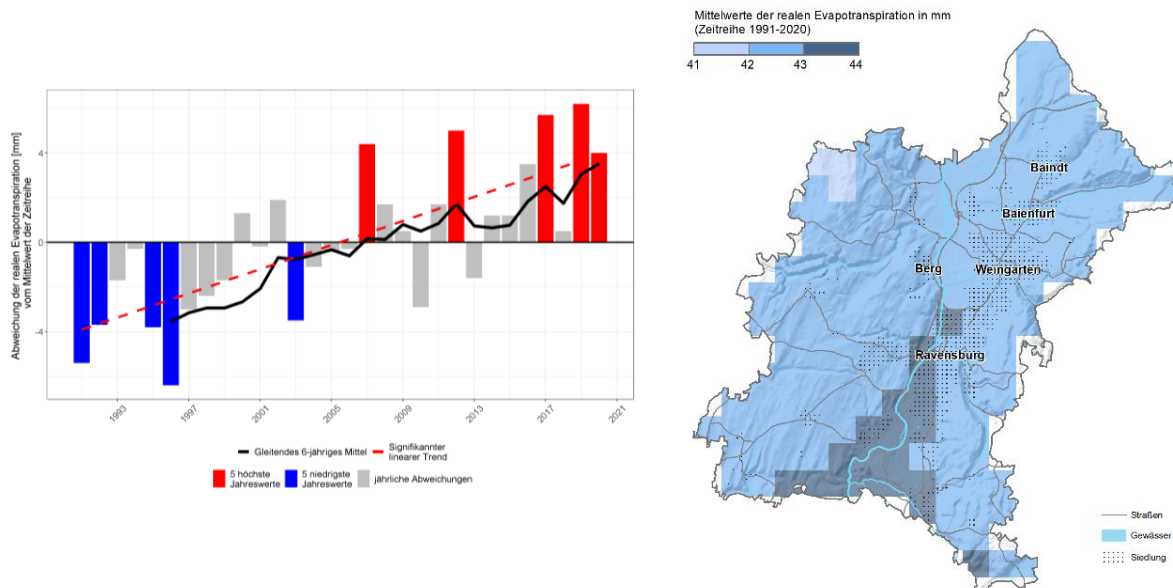 Abweichung der realen Evapotranspiration [mm]
vom Mittelwert der Zeitreihe
4
0
-4
1993
1997
2001
2005
2009
2013
2017
2021
Gleitendes 6-jähriges Mittel
Signifikannter
linearer Trend
5 höchste
Jahreswerte
5 niedrigste
Jahreswerte
jährliche Abweichungen
Mittelwerte der realen Evapotranspiration in mm
(Zeitreihe 1991-2020)
41 42 43 44
Baindt
Baienfurt
Berg
Weingarten
Ravensburg
Straßen
Gewässer
Siedlung